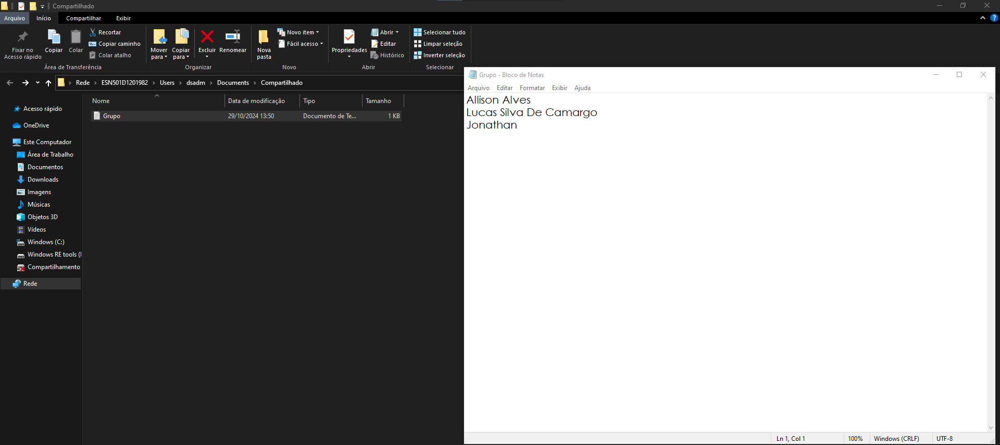 Compartilhado
Arquivo
Início
Compartilhar
Exibir
Fixar no
Acesso rápido
Copiar
Colar
Recortar
Copiar caminho
Colar atalho
Área de Transferência
Mover
para
Copiar
para
Excluir
Renomear
Organizar
Nova
pasta
Novo item
Fácil acesso
Novo
Propriedades
Abrir
Editar
Histórico
Abrir
Selecionar tudo
Limpar seleção
Inverter seleção
Selecionar
Rede > ESN501D1201982 > Users > dsadm > Documents > Compartilhado
Acesso rápido
OneDrive
Este Computador
Área de Trabalho
Documentos
Downloads
Imagens
Músicas
Objetos 3D
Vídeos
Windows (C:)
Windows RE tools (
Compartilhamento
Rede
Nome Data de modificação Tipo Tamanho
Grupo 29/10/2024 13:50 Documento de Te... 1 KB
Grupo - Bloco de Notas
Arquivo Editar Formatar Exibir Ajuda
Allison Alves
Lucas Silva De Camargo
Jonathan
Ln 1, Col 1 100% Windows (CRLF) UTF-8